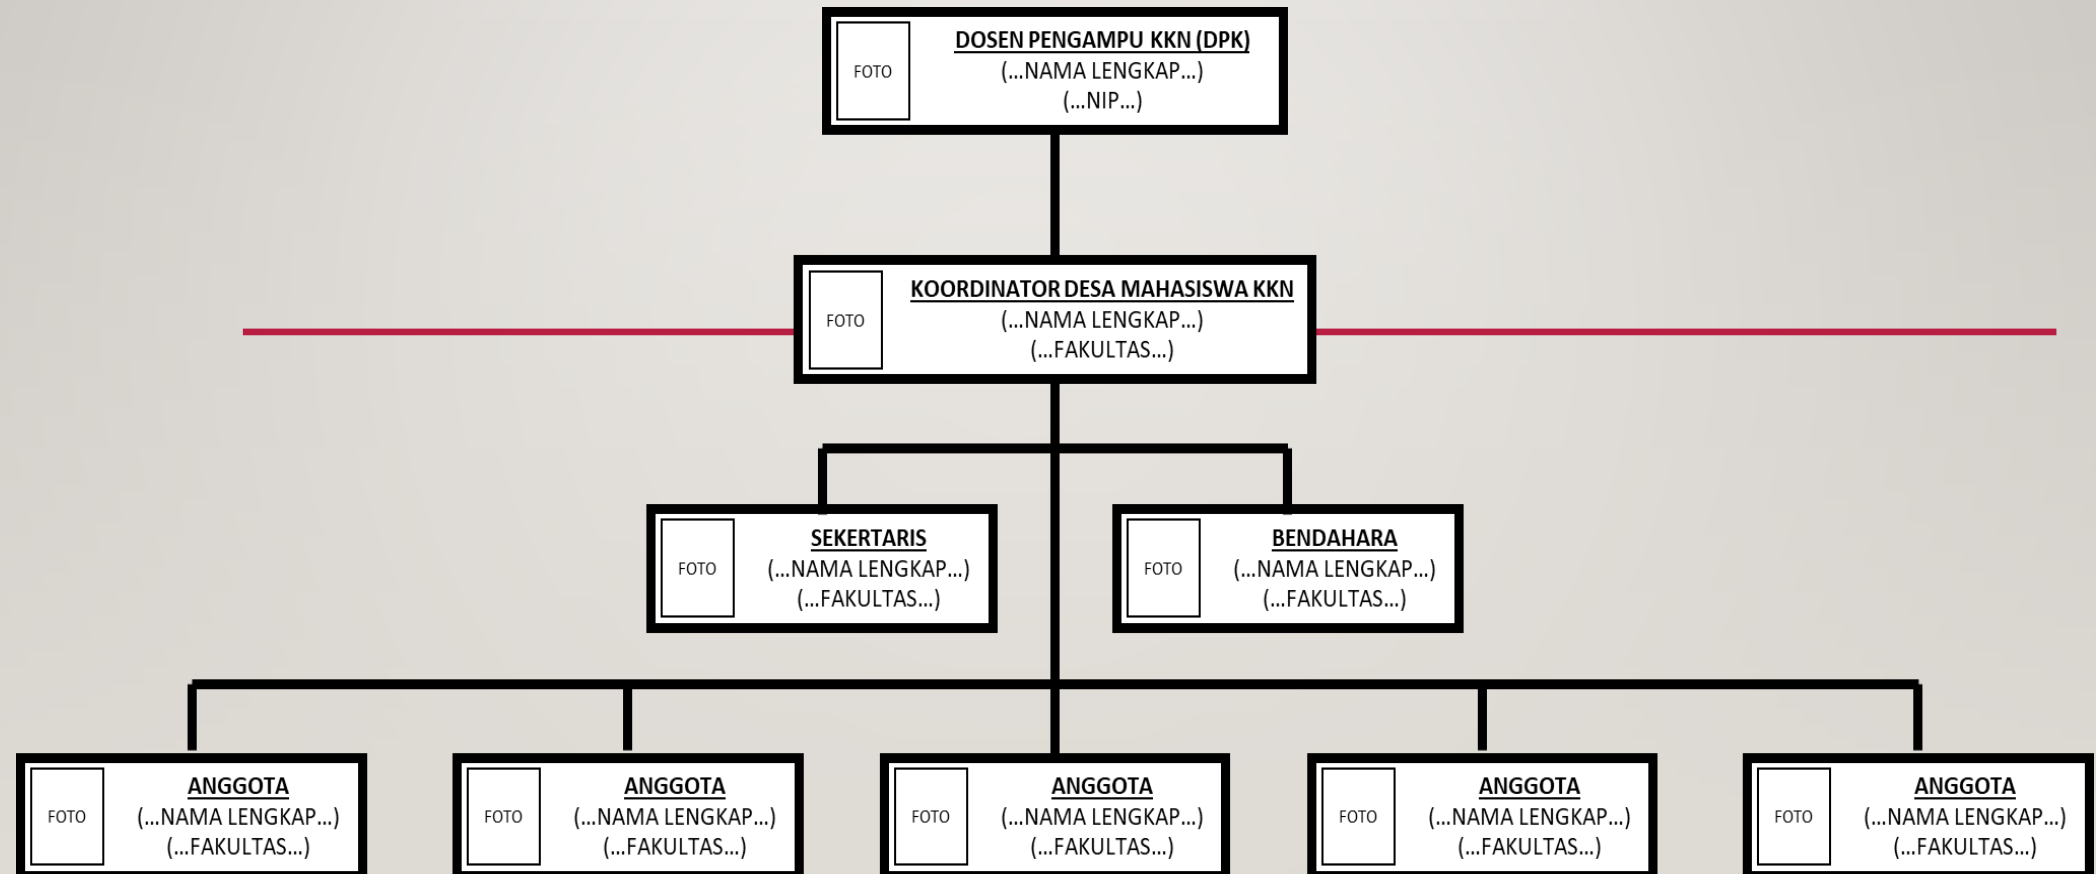 FOTO
DOSEN PENGAMPU KKN (DPK)
(...NAMA LENGKAP...)
(...NIP...)
FOTO
KOORDINATOR DESA MAHASISWA KKN
(...NAMA LENGKAP...)
(...FAKULTAS...)
FOTO
SEKERTARIS
(...NAMA LENGKAP...)
(...FAKULTAS...)
FOTO
BENDAHARA
(...NAMA LENGKAP...)
(...FAKULTAS...)
FOTO
ANGGOTA
(...NAMA LENGKAP...)
(...FAKULTAS...)
FOTO
ANGGOTA
(...NAMA LENGKAP...)
(...FAKULTAS...)
FOTO
ANGGOTA
(...NAMA LENGKAP...)
(...FAKULTAS...)
FOTO
ANGGOTA
(...NAMA LENGKAP...)
(...FAKULTAS...)
FOTO
ANGGOTA
(...NAMA LENGKAP...)
(...FAKULTAS...)